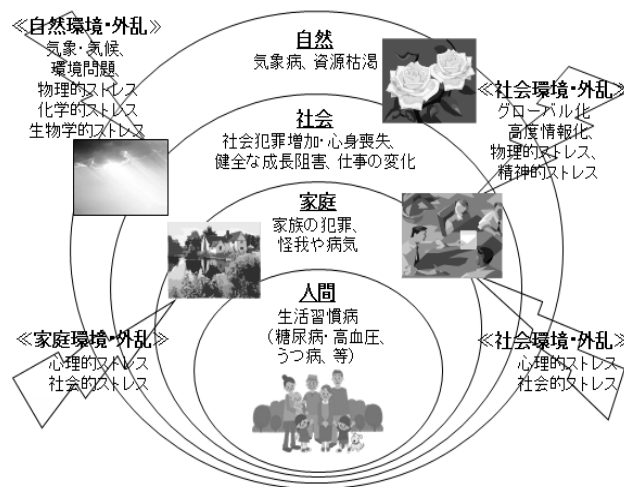 ≪自然環境・外乱≫
気象・気候、
環境問題、
物理的ストレス
化学的ストレス
生物学的ストレス
自然
気象病、資源枯渇
≪社会環境・外乱≫
グローバル化
高度情報化、
物理的ストレス、
精神的ストレス
社会
社会犯罪増加・心身喪失、
健全な成長阻害、仕事の変化
家庭
家族の犯罪、
怪我や病気
人間
生活習慣病
（糖尿病・高血圧、
うつ病、等）
≪家庭環境・外乱≫
心理的ストレス
社会的ストレス
≪社会環境・外乱≫
心理的ストレス
社会的ストレス